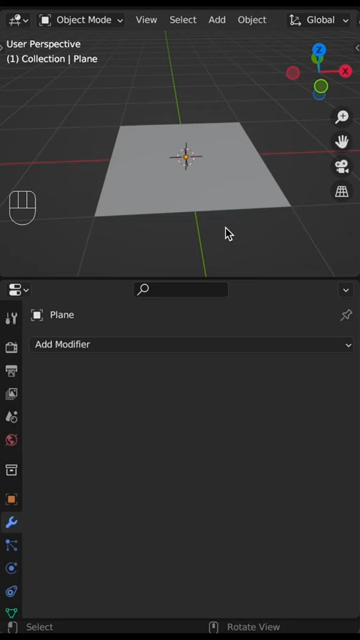 Object Mode View Select Add Object Global
User Perspective
(1) Collection | Plane
Z
X
Plane
Add Modifier
Select Rotate View